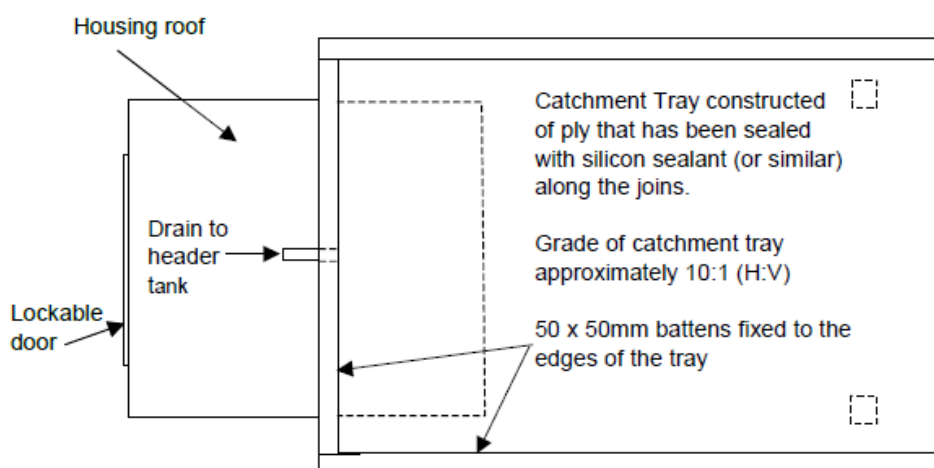 Housing roof
Catchment Tray constructed
of ply that has been sealed
with silicon sealant (or similar)
along the joins.
Drain to
header
tank
Grade of catchment tray
approximately 10:1 (H:V)
Lockable
door
50 x 50mm battens fixed to the
edges of the tray